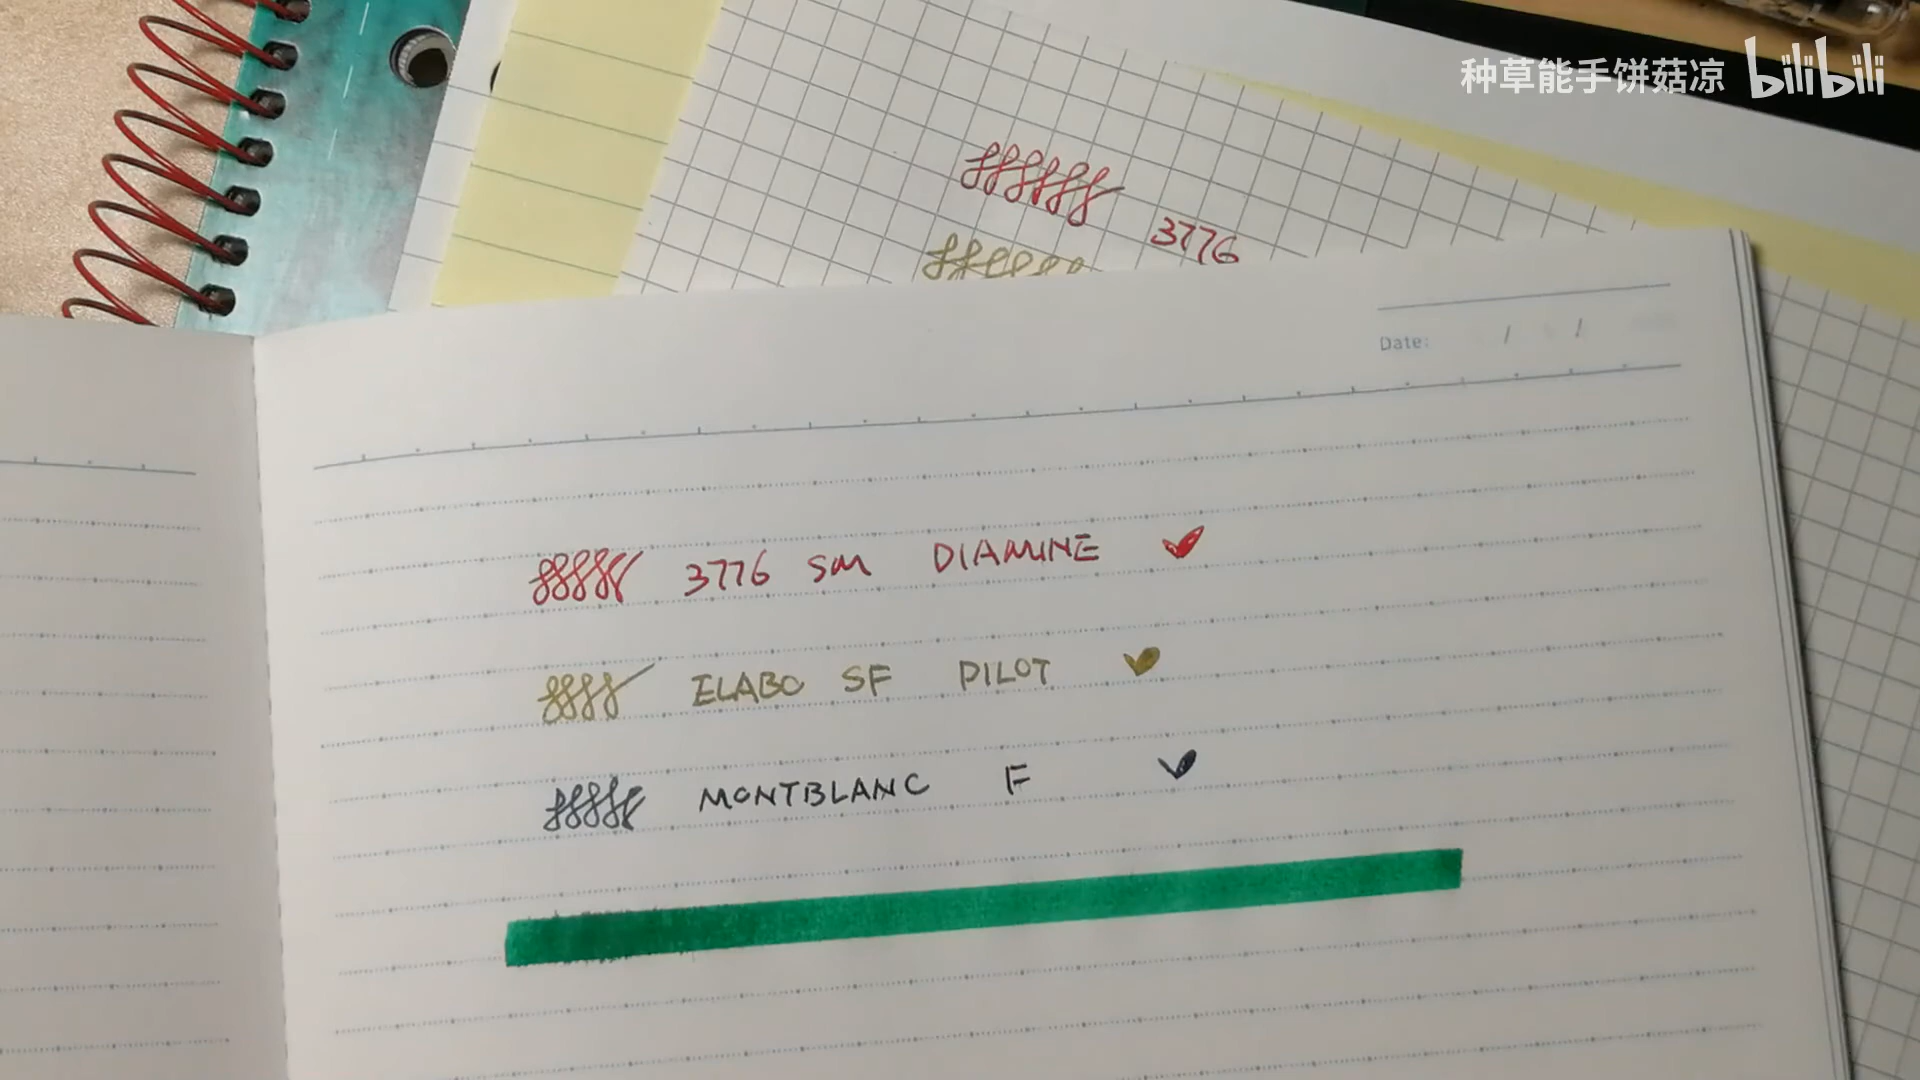 种草能手饼菇凉 bilibili
3776
Date: / /
3776 SM DIAMINE
ELABO SF PILOT
MONTBLANC F